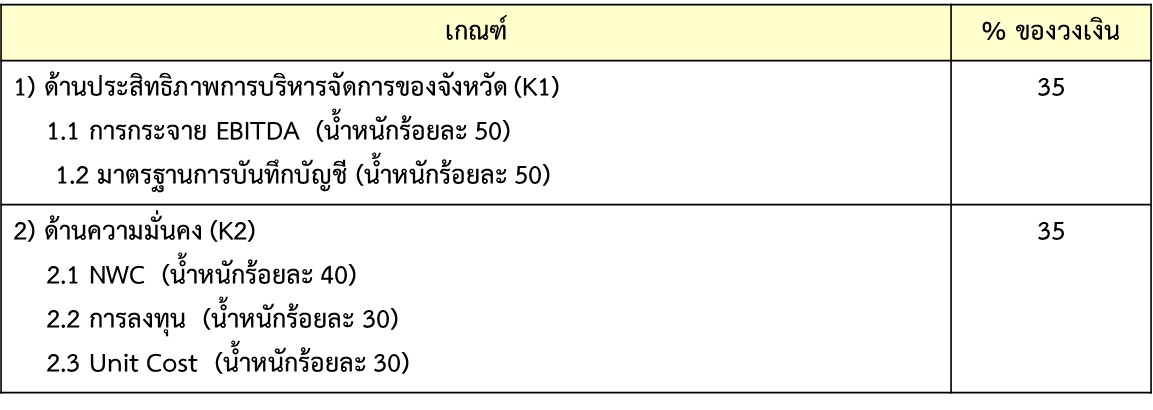 เกณฑ์ % ของวงเงิน
1) ด้านประสิทธิภาพการบริหารจัดการของจังหวัด (K1) 35
1.1 การกระจาย EBITDA (น้ำหนักร้อยละ 50)
1.2 มาตรฐานการบันทึกบัญชี (น้ำหนักร้อยละ 50)
2) ด้านความมั่นคง (K2) 35
2.1 NWC (น้ำหนักร้อยละ 40)
2.2 การลงทุน (น้ำหนักร้อยละ 30)
2.3 Unit Cost (น้ำหนักร้อยละ 30)